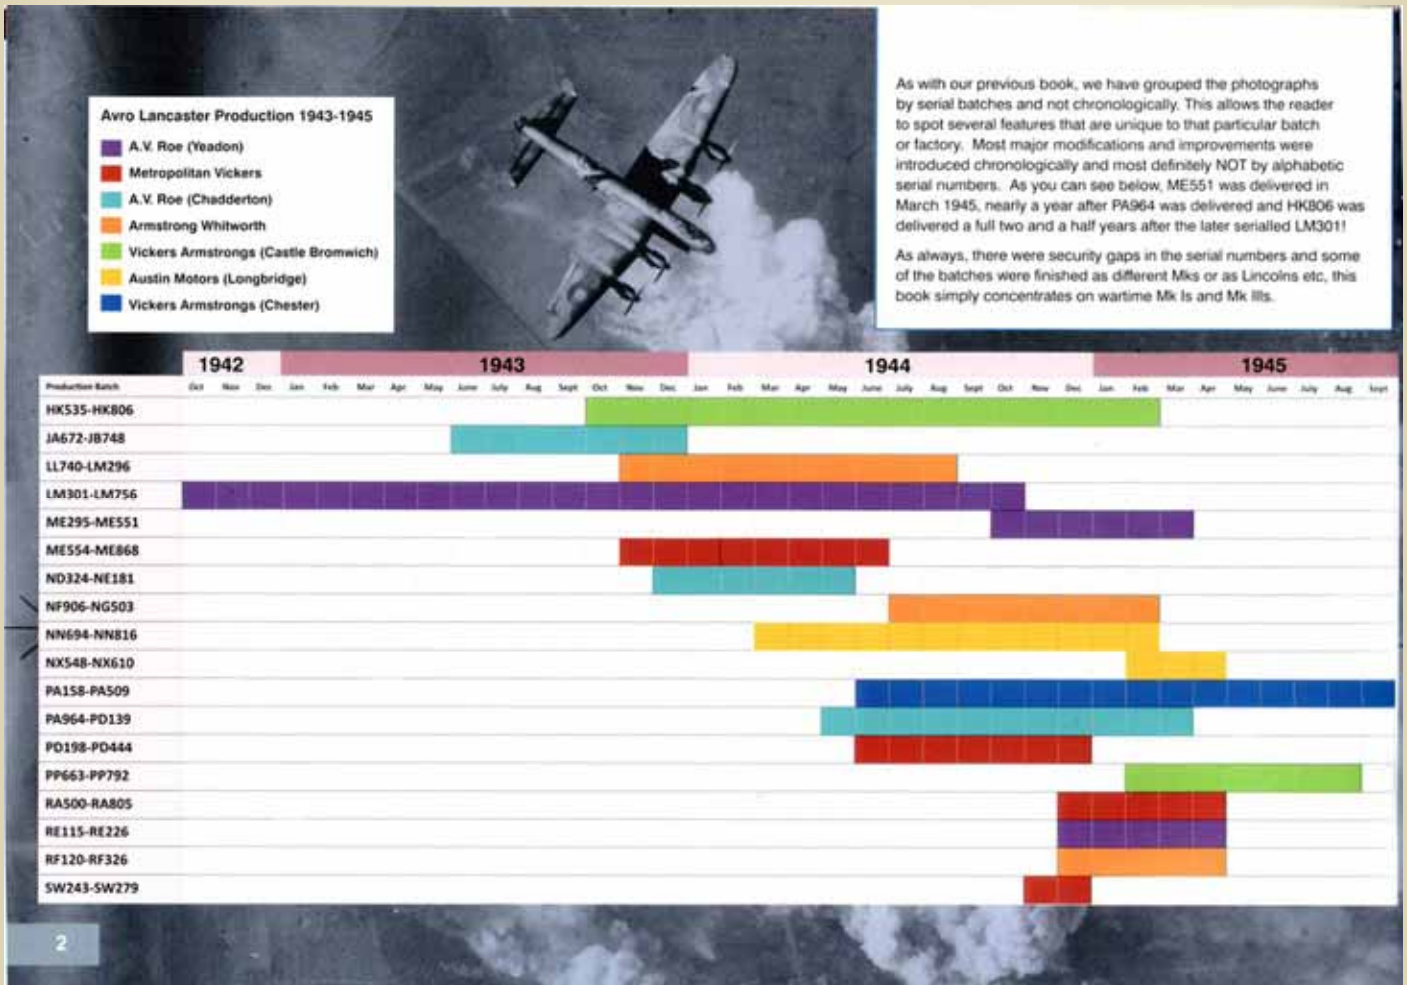 Avro Lancaster Production 1943-1945
A.V. Roe (Yeadon)
Metropolitan Vickers
A.V. Roe (Chadderton)
Armstrong Whitworth
Vickers Armstrongs (Castle Bromwich)
Austin Motors (Longbridge)
Vickers Armstrongs (Chester)
As with our previous book, we have grouped the photographs
by serial batches and not chronologically. This allows the reader
to spot several features that are unique to that particular batch
or factory. Most major modifications and improvements were
introduced chronologically and most definitely NOT by alphabetic
serial numbers. As you can see below, ME551 was delivered in
March 1945, nearly a year after PA964 was delivered and HK806 was
delivered a full two and a half years after the later serialled LM301!
As always, there were security gaps in the serial numbers and some
of the batches were finished as different Mks or as Lincolns etc, this
book simply concentrates on wartime Mk Is and Mk IIIs.
1942 1943 1944 1945
Production Batch Oct Nov Dec Jan Feb Mar Apr May June July Aug Sept Oct Nov Dec Jan Feb Mar Apr May June July Aug Sept Oct Nov Dec Jan Feb Mar Apr May June July Aug Sept
HK535-HK806
JA672-JB748
LL740-LM296
LM301-LM756
ME295-ME551
ME554-ME868
ND324-NE181
NF906-NG503
NN694-NN816
NX548-NX610
PA158-PA509
PA964-PD139
PD198-PD444
PP663-PP792
RA500-RA805
RE115-RE226
RF120-RF326
SW243-SW279
2